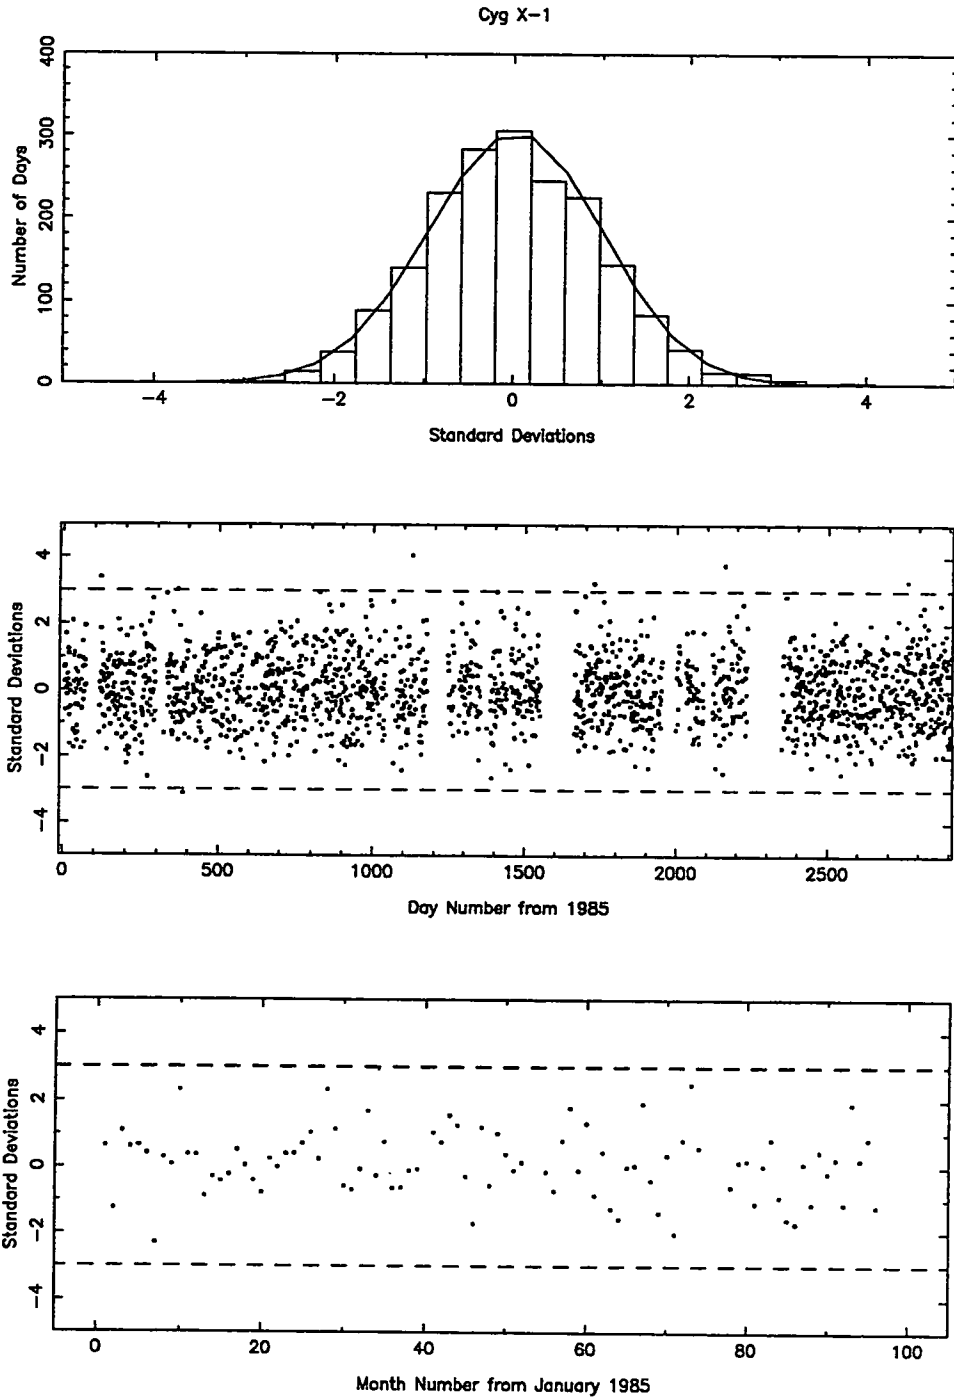 Cyg X-1
400
300
200
100
0
Number of Days
-4 -2 0 2 4
Standard Deviations
4
2
0
-2
-4
Standard Deviations
0 500 1000 1500 2000 2500
Day Number from 1985
4
2
0
-2
-4
Standard Deviations
0 20 40 60 80 100
Month Number from January 1985